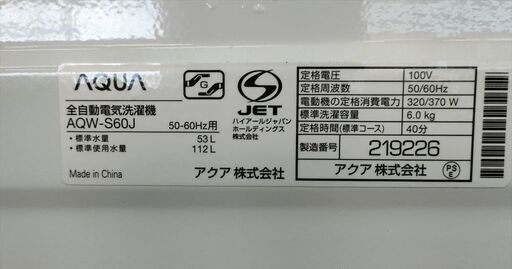 AQUA
G
S
JET
ハイアールジャパン
ホールディングス
株式会社
全自動電気洗濯機
AQW-S60J 50-60Hz用
・標準水量 53L
・標準使用水量 112L
Made in China
アクア 株式会社
定格電圧 100V
定格周波数 50/60Hz
電動機の定格消費電力 320/370 W
標準洗濯容量 6.0 kg
定格時間(標準コース) 40分
製造番号 219226
アクア 株式会社
PS
E